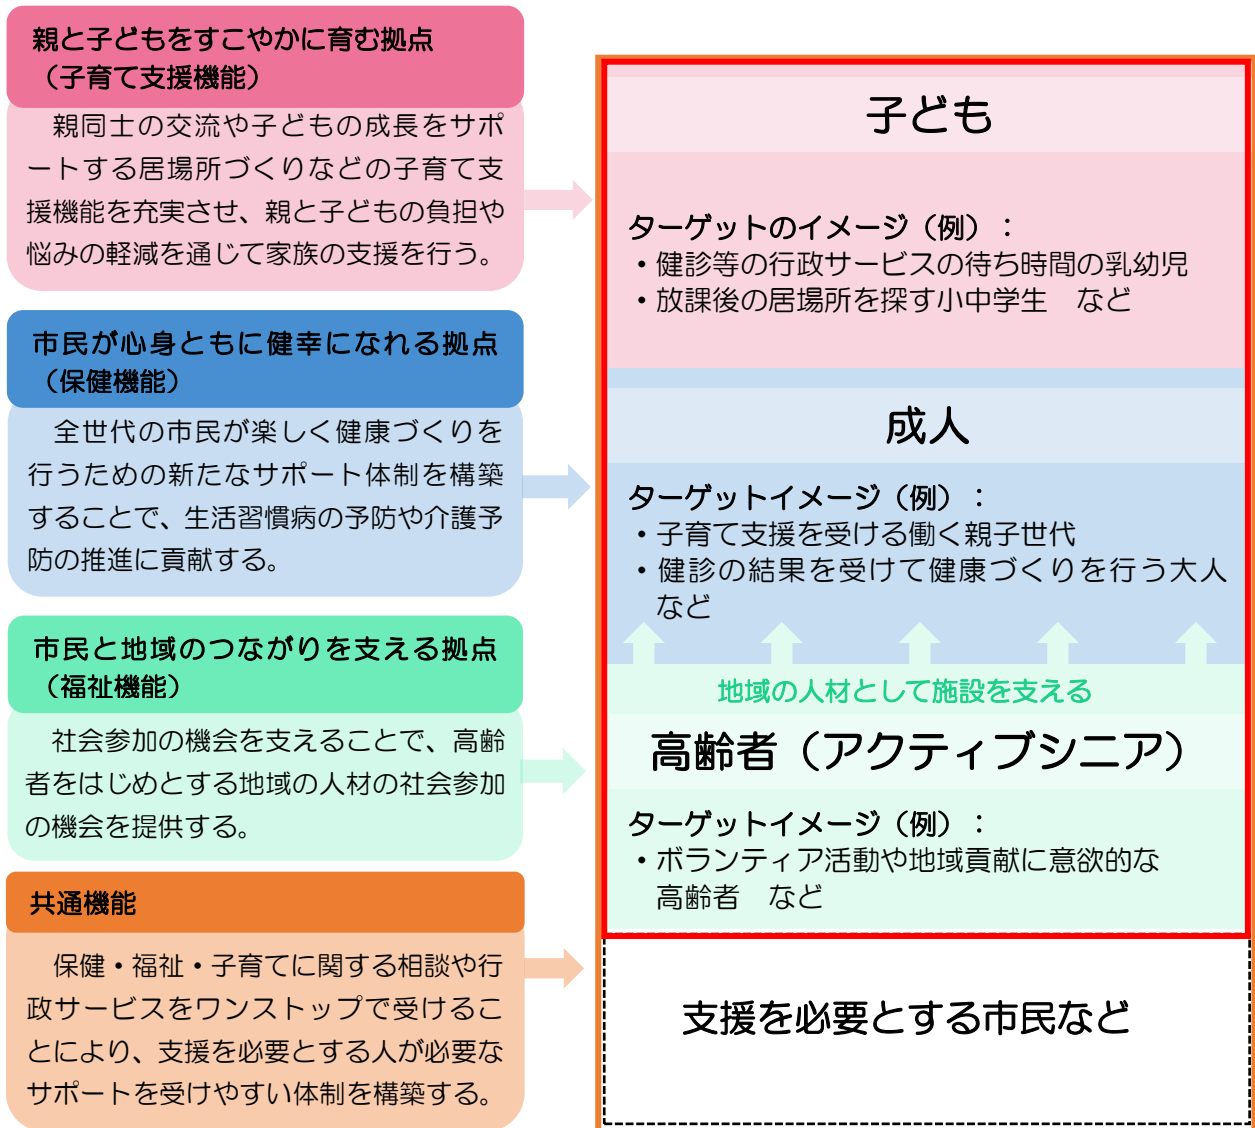 親と子どもをすこやかに育む拠点
（子育て支援機能）
　親同士の交流や子どもの成長をサポ
ートする居場所づくりなどの子育て支
援機能を充実させ、親と子どもの負担や
悩みの軽減を通じて家族の支援を行う。
市民が心身ともに健幸になれる拠点
（保健機能）
　全世代の市民が楽しく健康づくりを
行うための新たなサポート体制を構築
することで、生活習慣病の予防や介護予
防の推進に貢献する。
市民と地域のつながりを支える拠点
（福祉機能）
　社会参加の機会を支えることで、高齢
者をはじめとする地域の人材の社会参加
の機会を提供する。
共通機能
　保健・福祉・子育てに関する相談や行
政サービスをワンストップで受けるこ
とにより、支援を必要とする人が必要な
サポートを受けやすい体制を構築する。
子ども
ターゲットのイメージ（例）：
・健診等の行政サービスの待ち時間の乳幼児
・放課後の居場所を探す小中学生　など
成人
ターゲットイメージ（例）：
・子育て支援を受ける働く親子世代
・健診の結果を受けて健康づくりを行う大人
など
地域の人材として施設を支える
高齢者（アクティブシニア）
ターゲットイメージ（例）：
・ボランティア活動や地域貢献に意欲的な
高齢者　など
支援を必要とする市民など